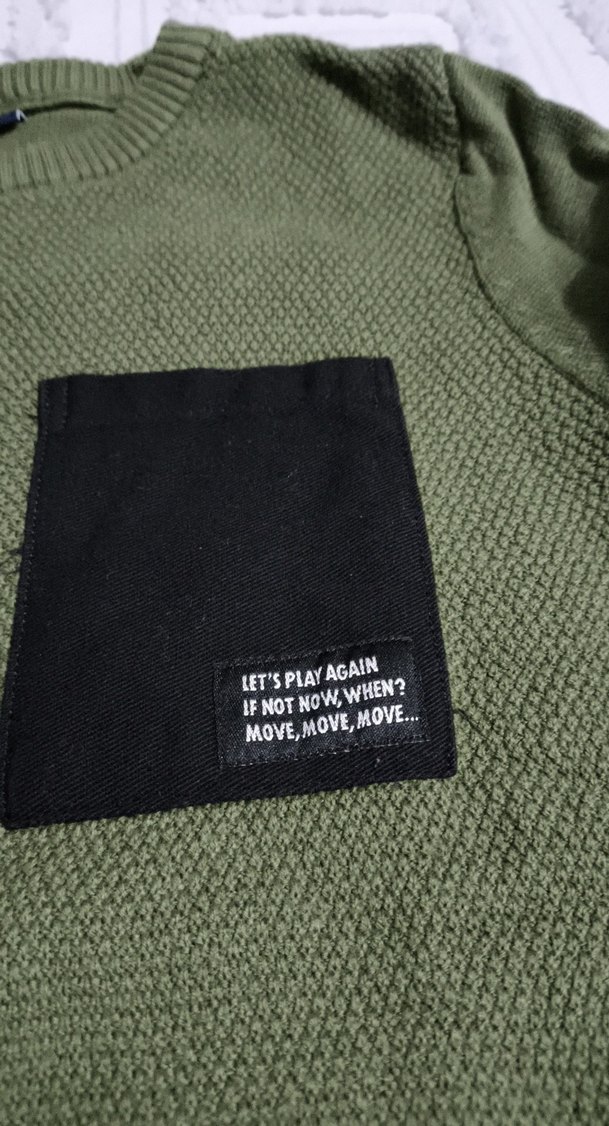 LET'S PLAY AGAIN
IF NOT NOW, WHEN?
MOVE, MOVE, MOVE...